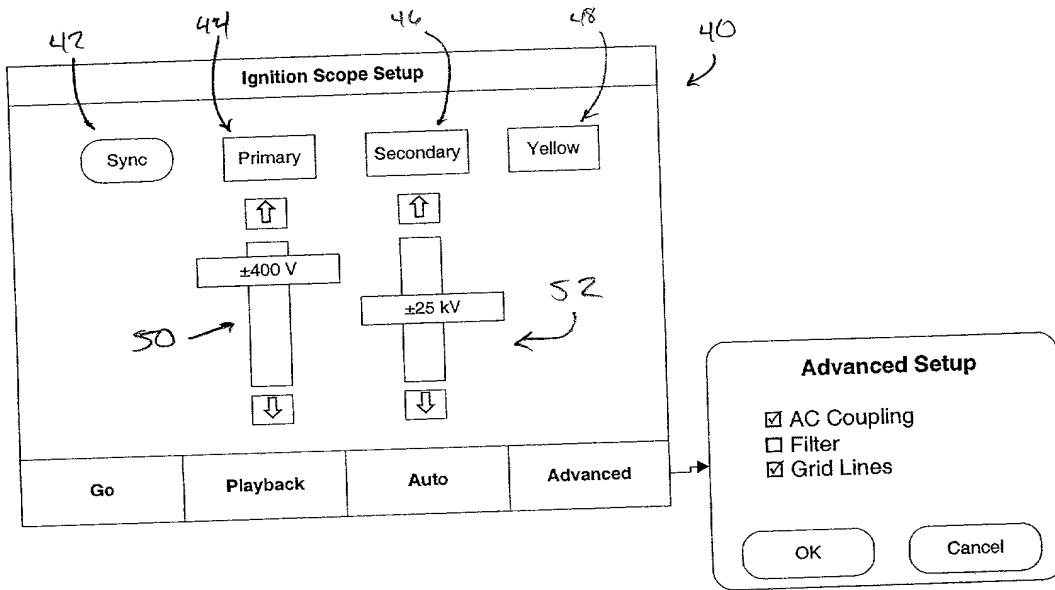 42
44
46
48
40
Ignition Scope Setup
Sync
Primary
Secondary
Yellow
±400 V
±25 kV
50
52
Go
Playback
Auto
Advanced
Advanced Setup
☑ AC Coupling
☐ Filter
☑ Grid Lines
OK
Cancel